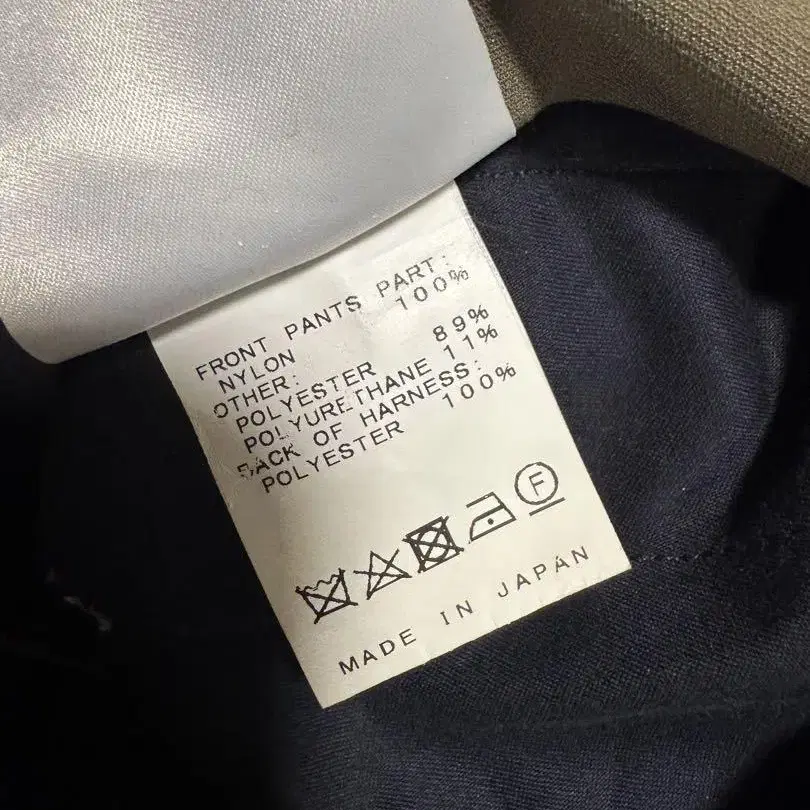 FRONT PANTS PART:
NYLON 100%
OTHER:
POLYESTER 89%
POLYURETHANE 11%
BACK OF HARNESS:
POLYESTER 100%
F
MADE IN JAPAN